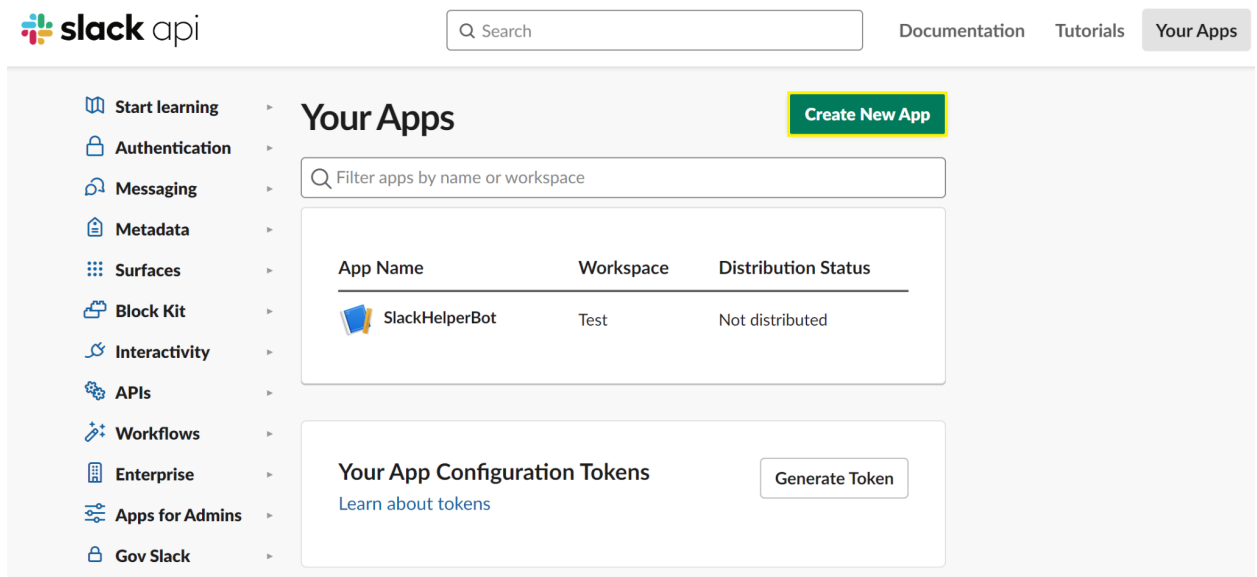 slack api
Search
Documentation
Tutorials
Your Apps
Start learning
Authentication
Messaging
Metadata
Surfaces
Block Kit
Interactivity
APIs
Workflows
Enterprise
Apps for Admins
Gov Slack
Your Apps
Create New App
Filter apps by name or workspace
App Name Workspace Distribution Status
SlackHelperBot Test Not distributed
Your App Configuration Tokens
Learn about tokens
Generate Token